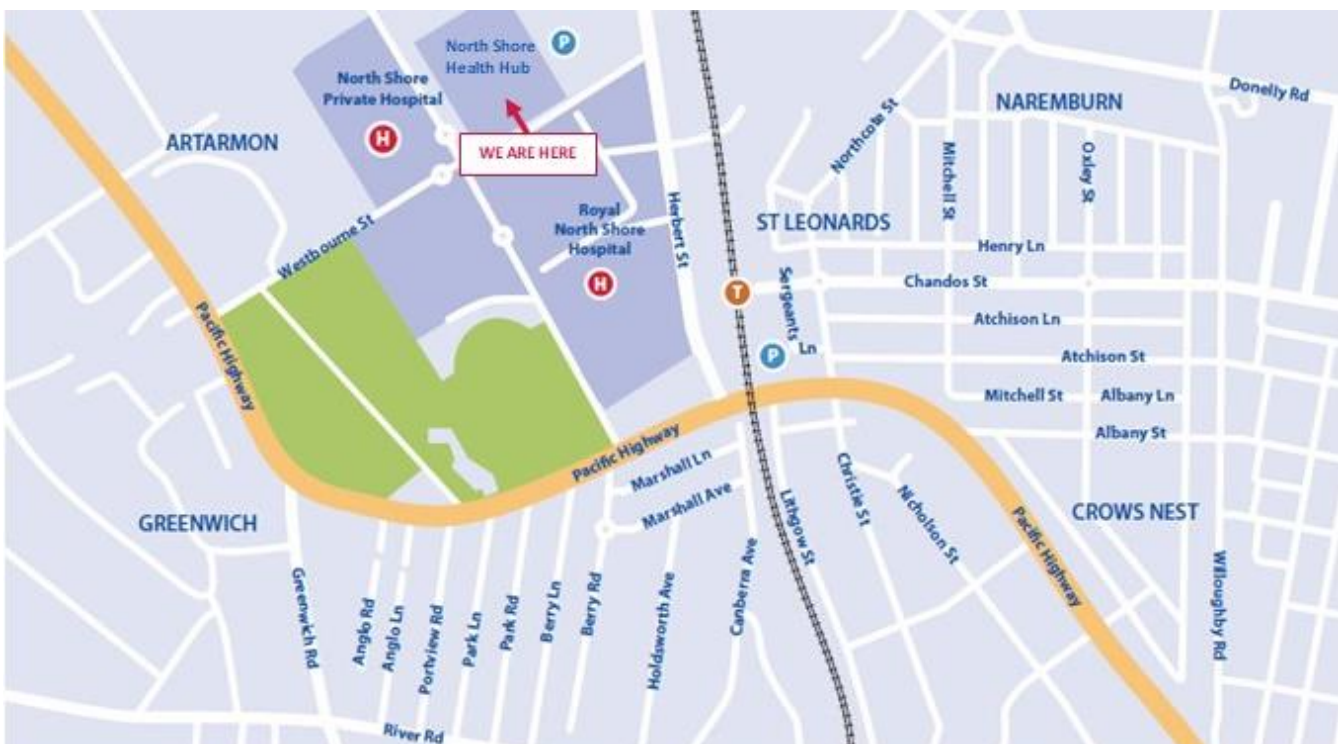 North Shore
Health Hub
P
North Shore
Private Hospital
H
WE ARE HERE
ARTARMON
Donelly Rd
NAREMBURN
Northcote St
Mitchell St
Oxley St
Westbourne St
Royal
North Shore
Hospital
H
Herbert St
ST LEONARDS
Henry Ln
T
Sergeants
Ln
Chandos St
Atchison Ln
P
Atchison St
Pacific Highway
Mitchell St
Albany Ln
Albany St
Pacific Highway
Marshall Ln
Marshall Ave
GREENWICH
Christie St
Nicholson St
Lithgow St
CROWS NEST
Pacific Highway
Greenwich Rd
Anglo Rd
Anglo Ln
Portview Rd
Park Ln
Park Rd
Berry Ln
Berry Rd
Holdsworth Ave
Canberra Ave
Willoughby Rd
River Rd